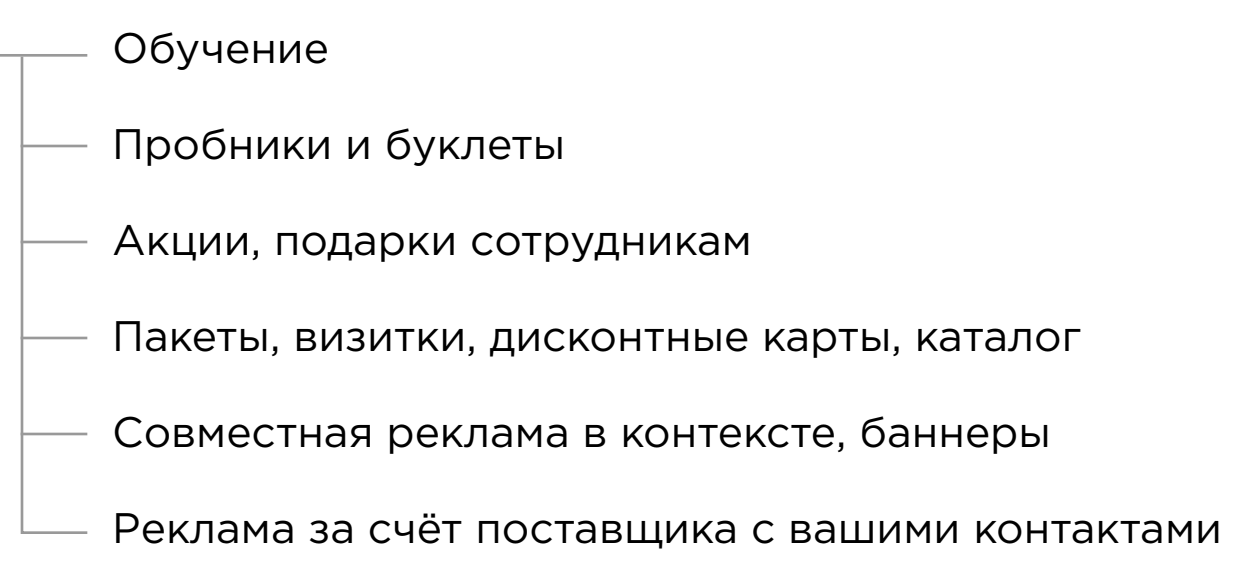 Обучение
Пробники и буклеты
Акции, подарки сотрудникам
Пакеты, визитки, дисконтные карты, каталог
Совместная реклама в контексте, баннеры
Реклама за счёт поставщика с вашими контактами